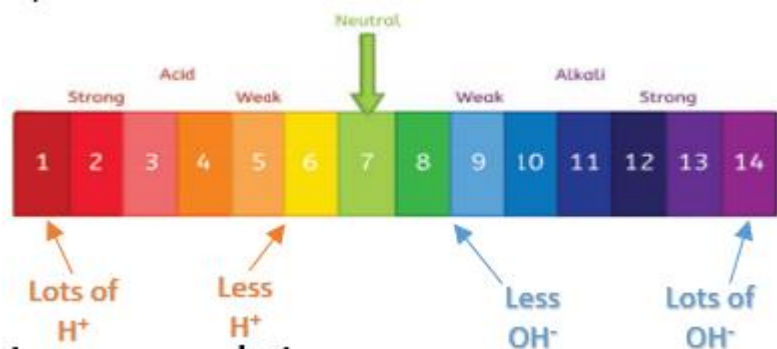 Neutral
Acid
Alkali
Strong
Weak
Weak
Strong
1 2 3 4 5 6 7 8 9 10 11 12 13 14
Lots of
H⁺
Less
H⁺
Less
OH⁻
Lots of
OH⁻